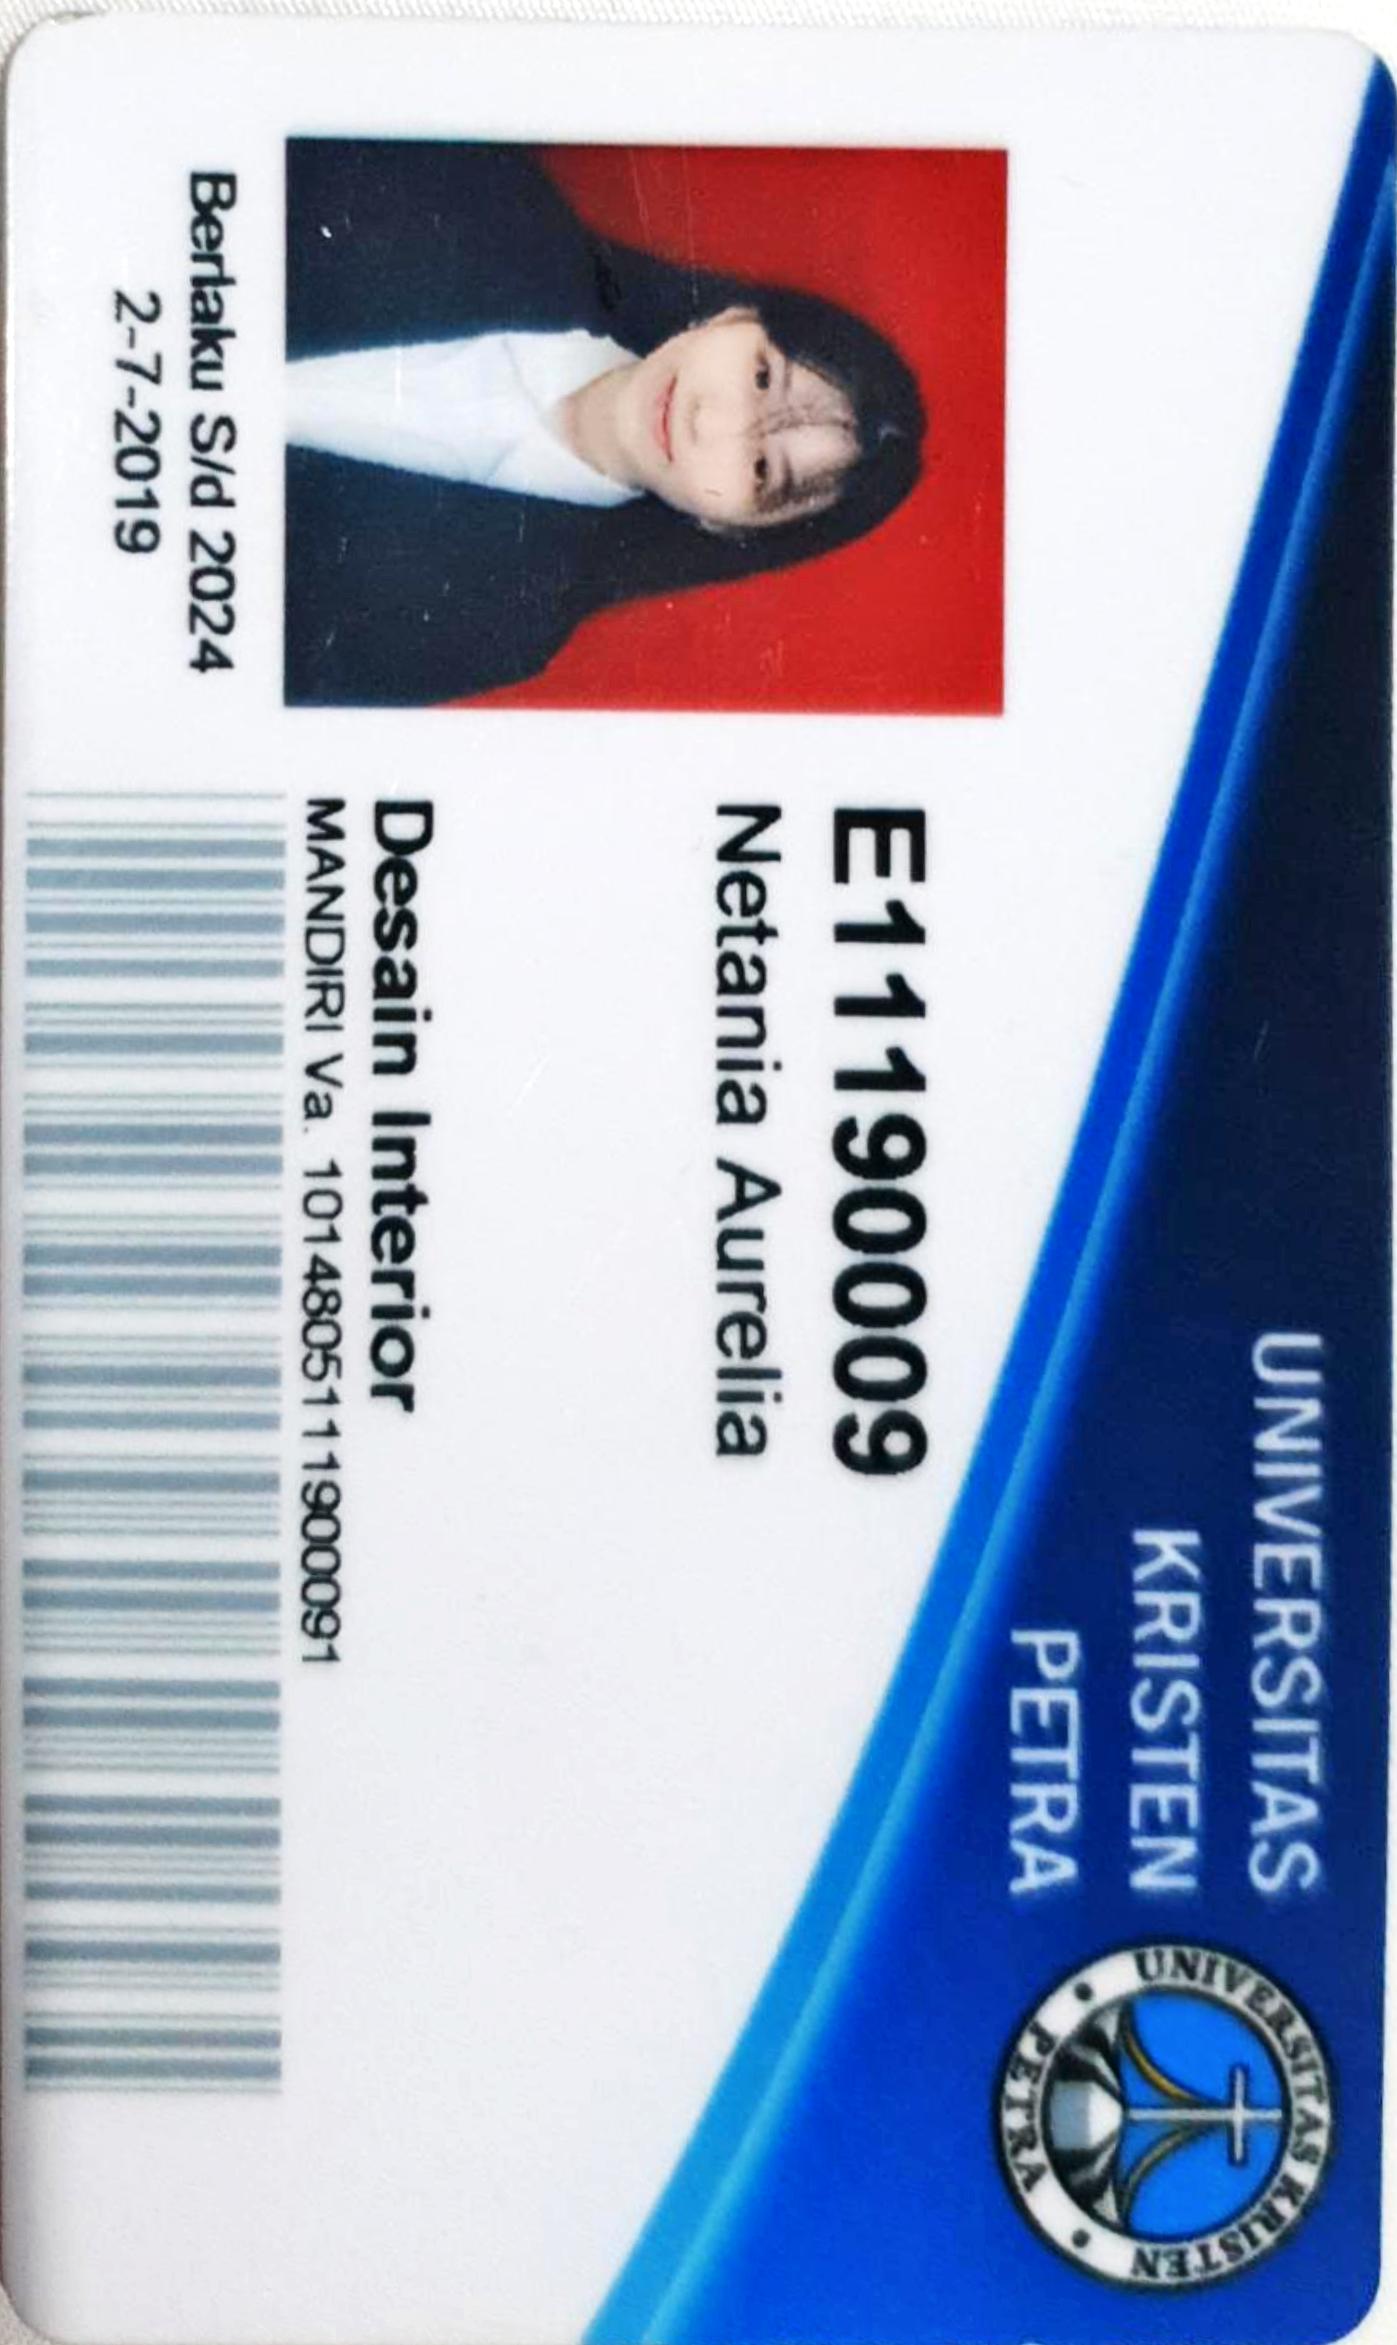 UNIVERSITAS
KRISTEN
PETRA
UNIVERSITAS KRISTEN
PETRA
E11190009
Netania Aurelia
Desain Interior
MANDIRI Va. 1014805111900091
Berlaku S/d 2024
2-7-2019